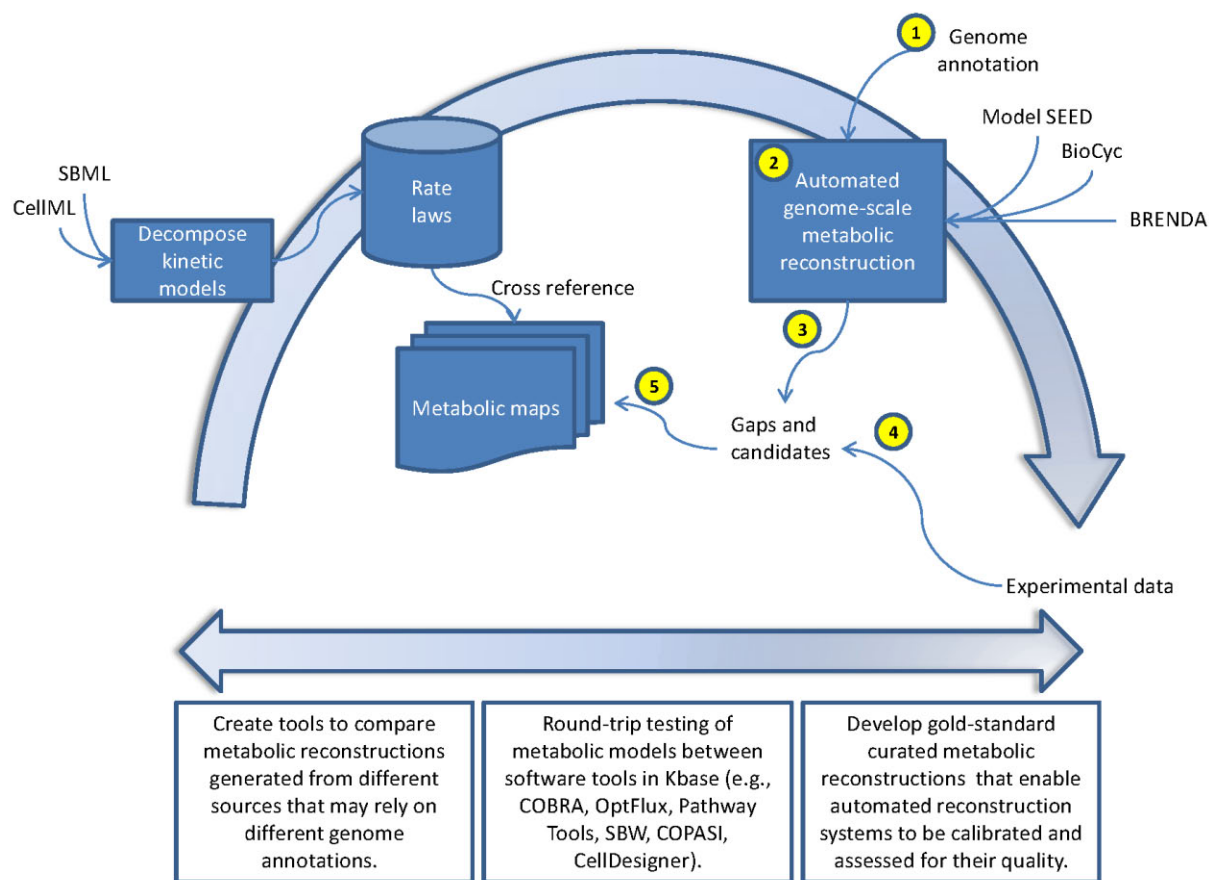 1
Genome
annotation
Model SEED
BioCyc
BRENDA
2
Automated
genome-scale
metabolic
reconstruction
SBML
CellML
Decompose
kinetic
models
Rate
laws
Cross reference
3
Metabolic maps
5
Gaps and
candidates
4
Experimental data
Create tools to compare
metabolic reconstructions
generated from different
sources that may rely on
different genome
annotations.
Round-trip testing of
metabolic models between
software tools in Kbase (e.g.,
COBRA, OptFlux, Pathway
Tools, SBW, COPASI,
CellDesigner).
Develop gold-standard
curated metabolic
reconstructions that enable
automated reconstruction
systems to be calibrated and
assessed for their quality.